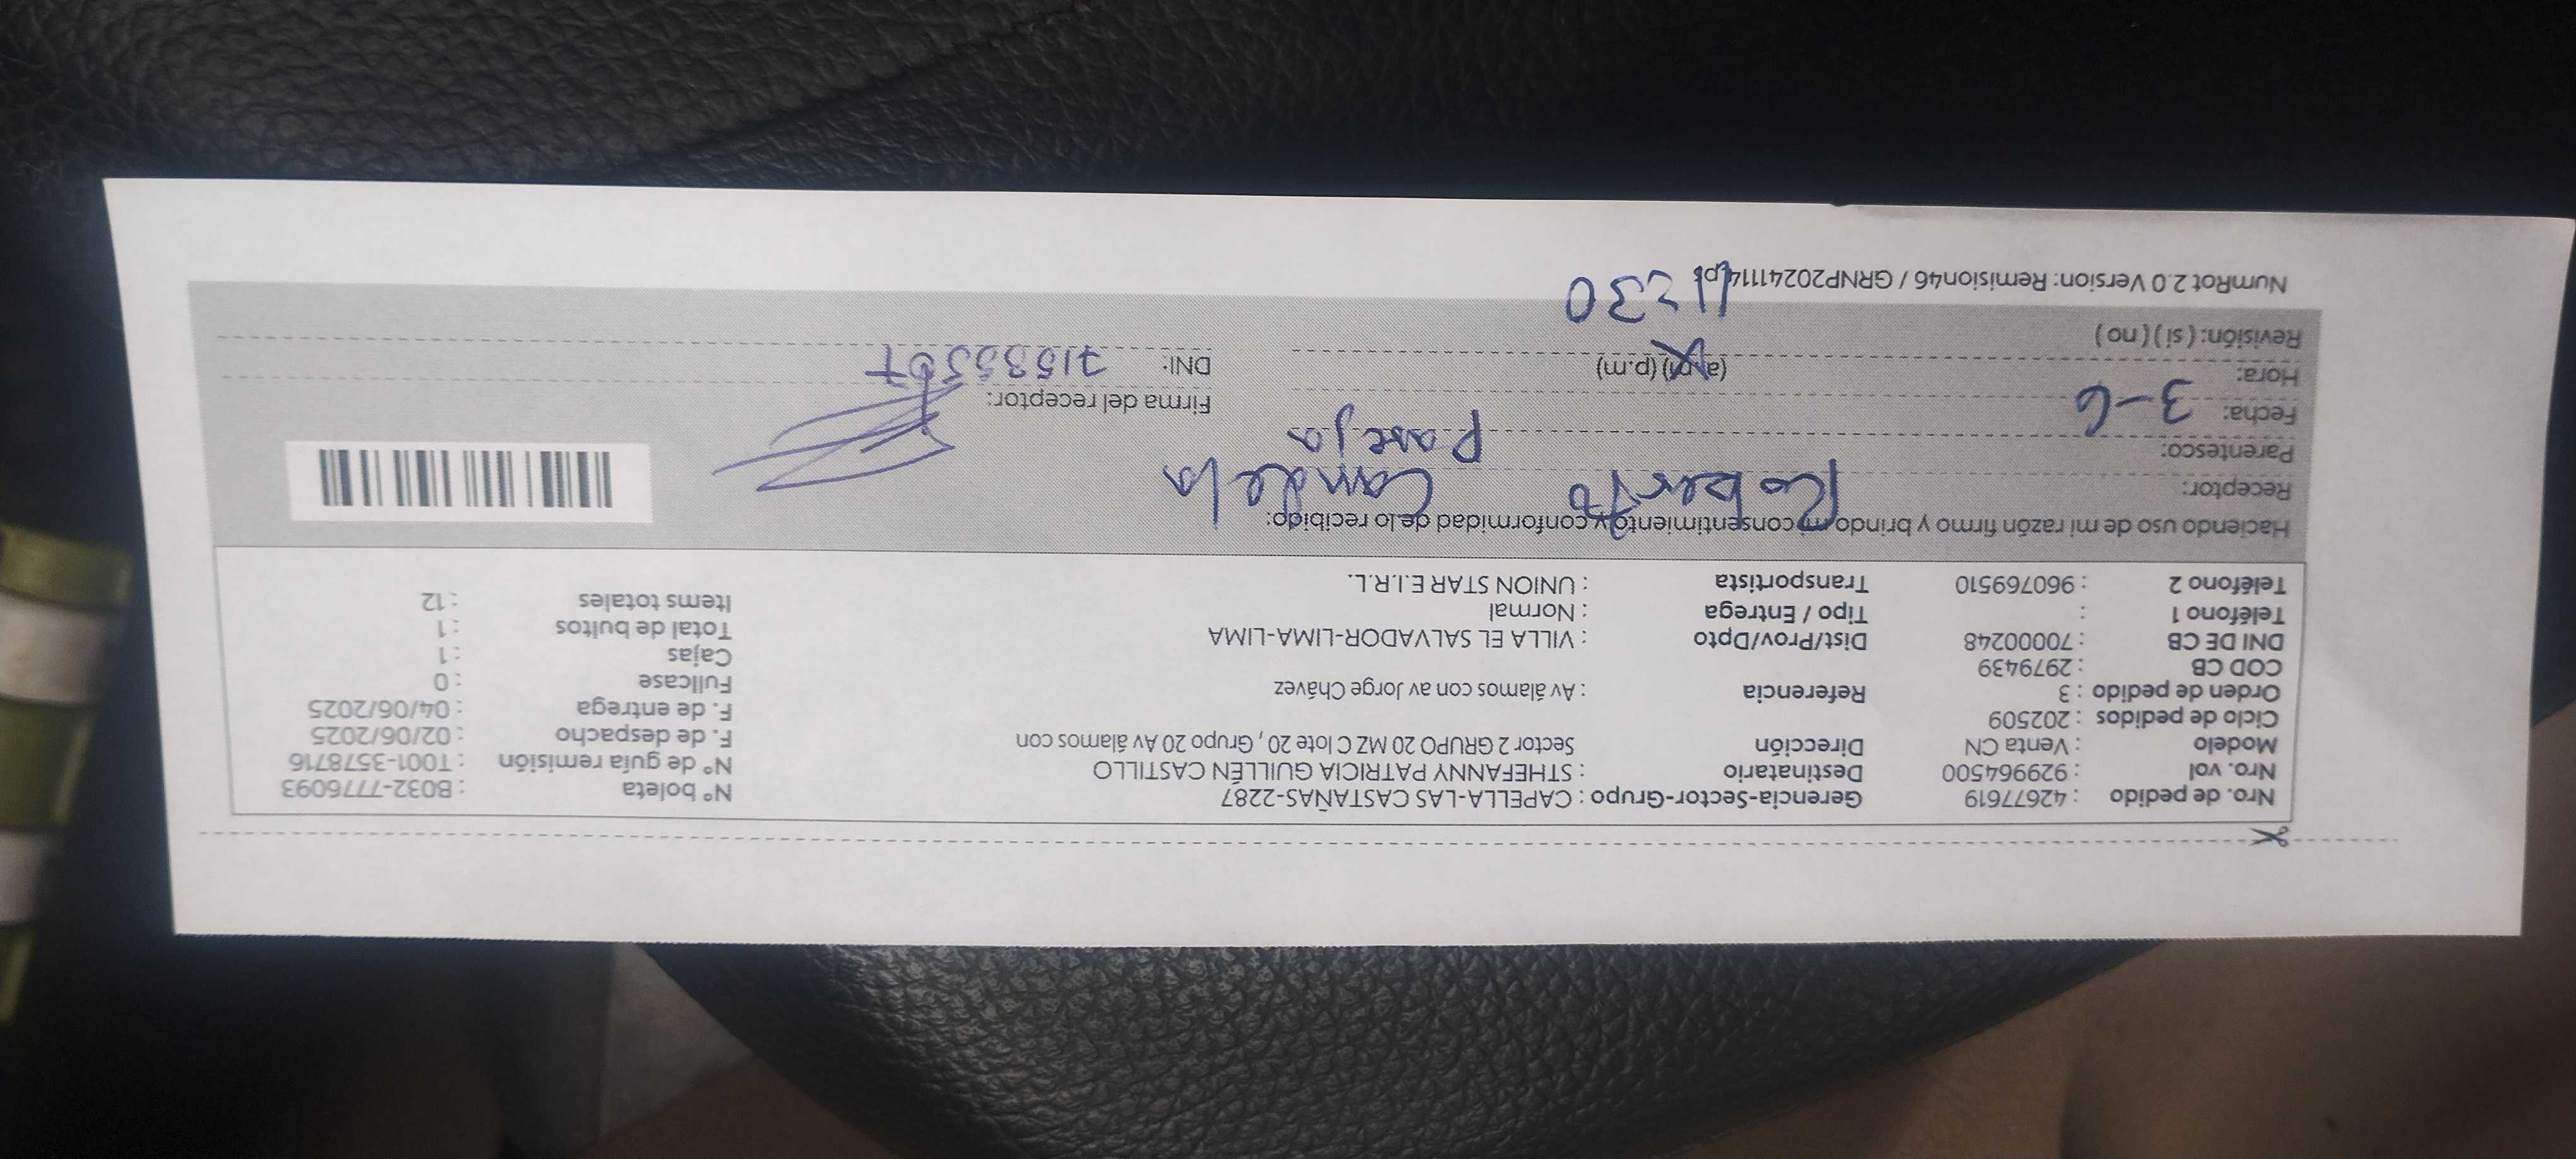 Nro. de pedido : 42677619 Gerencia-Sector-Grupo : CAPELLA-LAS CASTAÑAS-2287 N° boleta : B032-7776093
Nro. vol : 929964500 Destinatario : STHEFANNY PATRICIA GUILLÉN CASTILLO N° de guía remisión : T001-3578716
Modelo : Venta CN Dirección Sector 2 GRUPO 20 MZ C lote 20 , Grupo 20 Av álamos con F. de despacho : 02/06/2025
Ciclo de pedidos : 202509 F. de entrega : 04/06/2025
Orden de pedido : 3 Referencia : Av álamos con av Jorge Chávez Fullcase : 0
COD CB : 2979439 Cajas : 1
DNI DE CB : 70000248 Dist/Prov/Dpto : VILLA EL SALVADOR-LIMA-LIMA Total de bultos : 1
Teléfono 1 : Tipo / Entrega : Normal Items totales : 12
Teléfono 2 : 960769510 Transportista : UNION STAR E.I.R.L.
Haciendo uso de mi razón firmo y brindo mi consentimiento y conformidad de lo recibido:
Receptor: Roberto Candela
Parentesco: Pareja
Fecha: 3-6 Firma del receptor:
Hora: (a.m) (p.m) DNI:
Revisión: ( si ) ( no ) 11:30
NumRot 2.0 Version: Remision46 / GRNP20241114